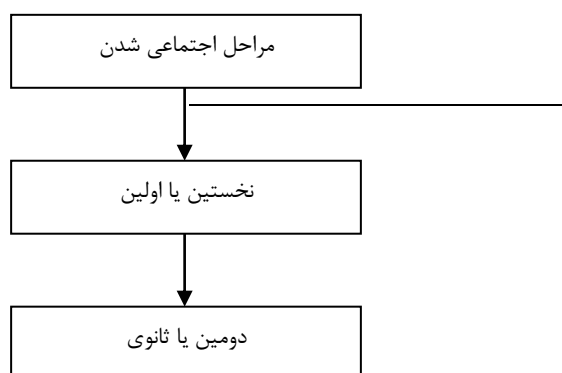 مراحل اجتماعی شدن
نخستین یا اولین
دومین یا ثانوی